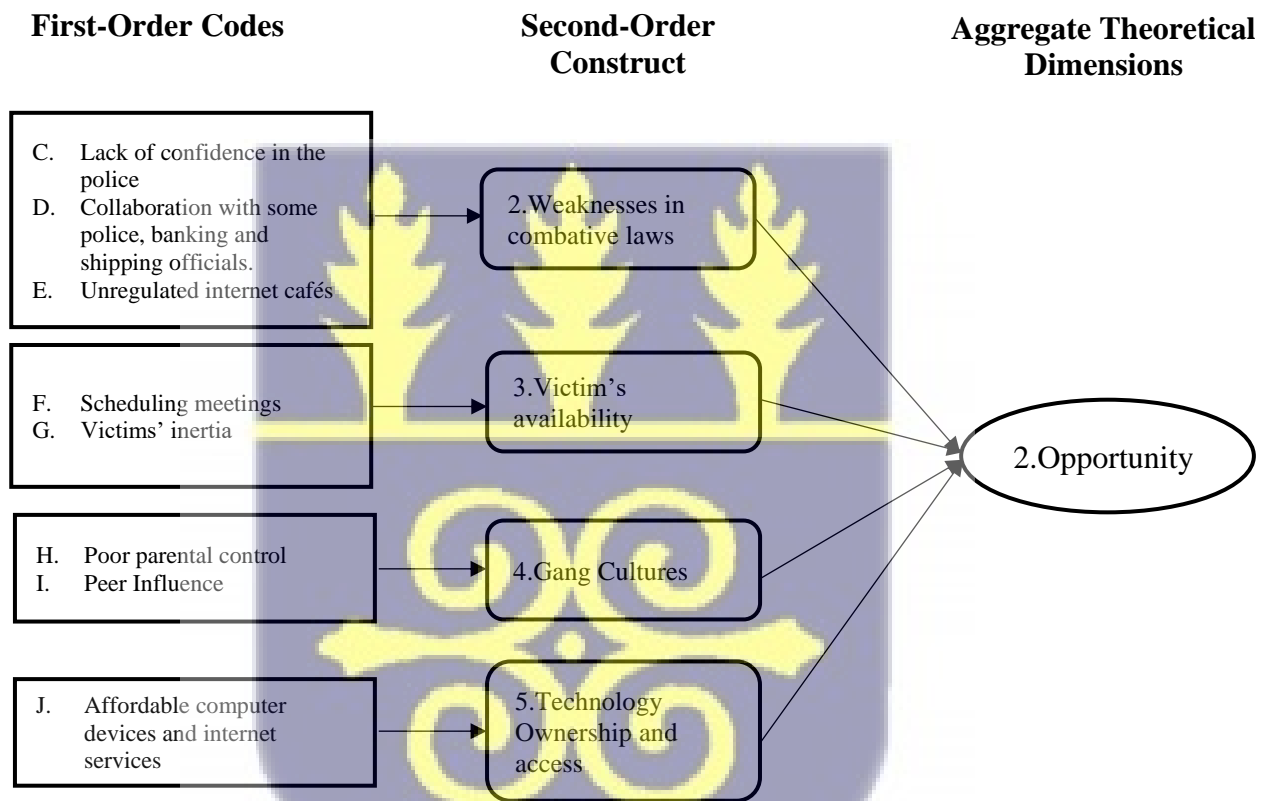 First-Order Codes
Second-Order
Construct
Aggregate Theoretical
Dimensions
C. Lack of confidence in the
police
D. Collaboration with some
police, banking and
shipping officials.
E. Unregulated internet cafés
2.Weaknesses in
combative laws
F. Scheduling meetings
G. Victims’ inertia
3.Victim’s
availability
2.Opportunity
H. Poor parental control
I. Peer Influence
4.Gang Cultures
J. Affordable computer
devices and internet
services
5.Technology
Ownership and
access